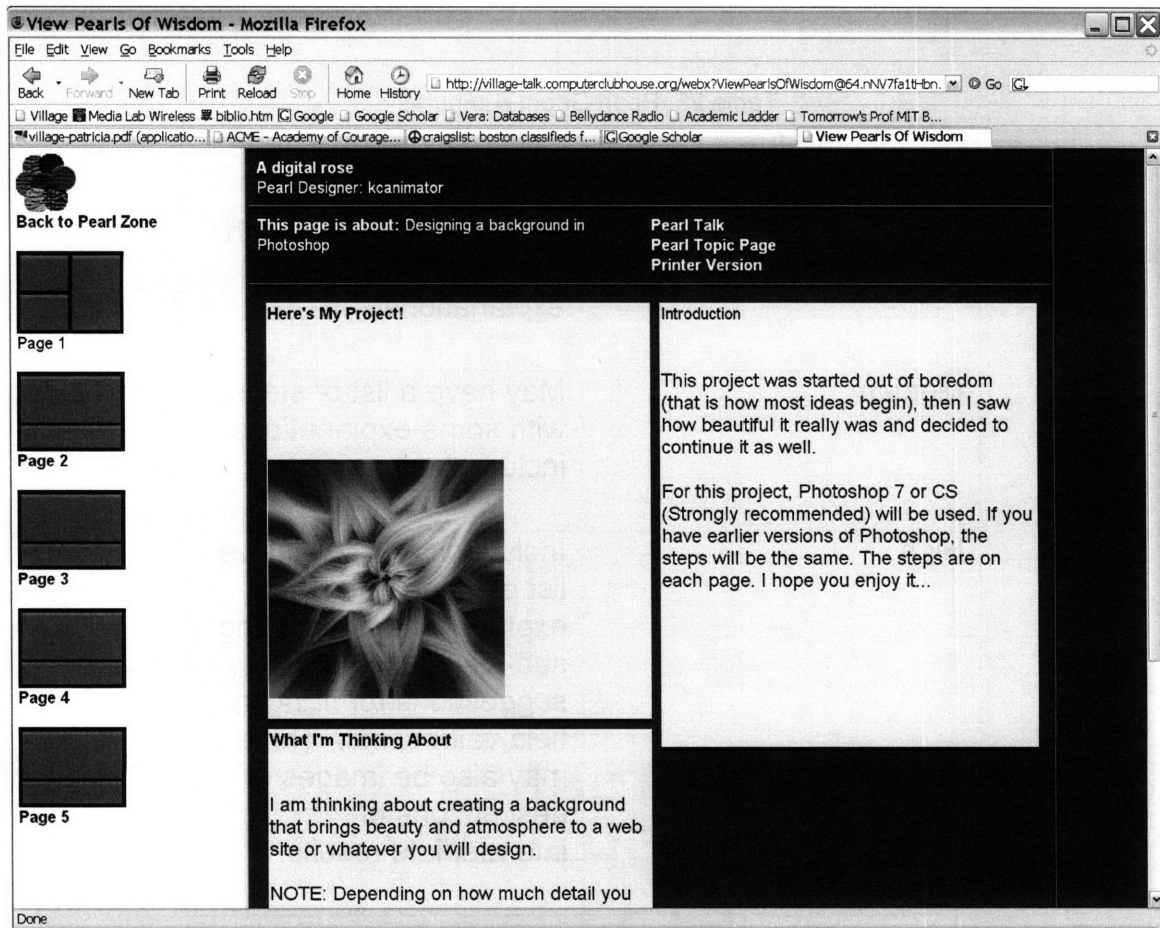 View Pearls Of Wisdom - Mozilla Firefox
File Edit View Go Bookmarks Tools Help
Back Forward New Tab Print Reload Stop Home History http://village-talk.computerclubhouse.org/webx?ViewPearlsOfWisdom@64.nNV7fa1tHbn. Go
Village Media Lab Wireless biblio.htm Google Google Scholar Vera: Databases Bellydance Radio Academic Ladder Tomorrow's Prof MIT B...
village-patricia.pdf (applicatio... ACME - Academy of Courage... craigslist: boston classifieds f... Google Scholar View Pearls Of Wisdom
Back to Pearl Zone
Page 1
Page 2
Page 3
Page 4
Page 5
A digital rose
Pearl Designer: kcanimator
This page is about: Designing a background in
Photoshop
Pearl Talk
Pearl Topic Page
Printer Version
Here's My Project!
What I'm Thinking About
I am thinking about creating a background
that brings beauty and atmosphere to a web
site or whatever you will design.
NOTE: Depending on how much detail you
Introduction
This project was started out of boredom
(that is how most ideas begin), then I saw
how beautiful it really was and decided to
continue it as well.
For this project, Photoshop 7 or CS
(Strongly recommended) will be used. If you
have earlier versions of Photoshop, the
steps will be the same. The steps are on
each page. I hope you enjoy it...
Done